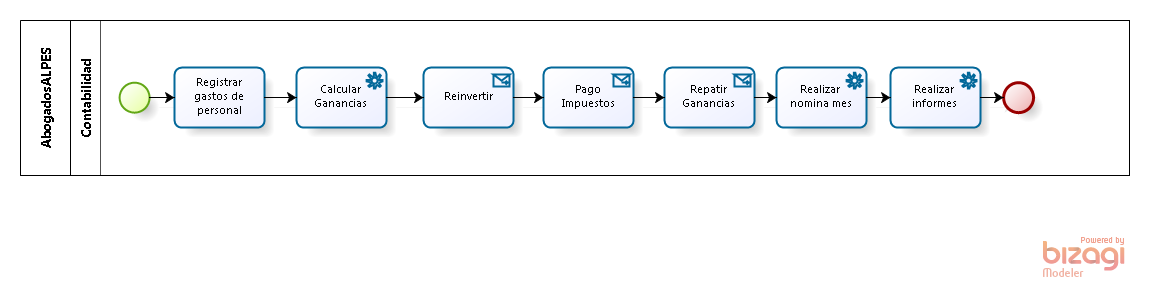 AbogadosALPES
Contabilidad
Registrar
gastos de
personal
Calcular
Ganancias
Reinvertir
Pago
Impuestos
Repatir
Ganancias
Realizar
nomina mes
Realizar
informes
Powered by
bizagi
Modeler